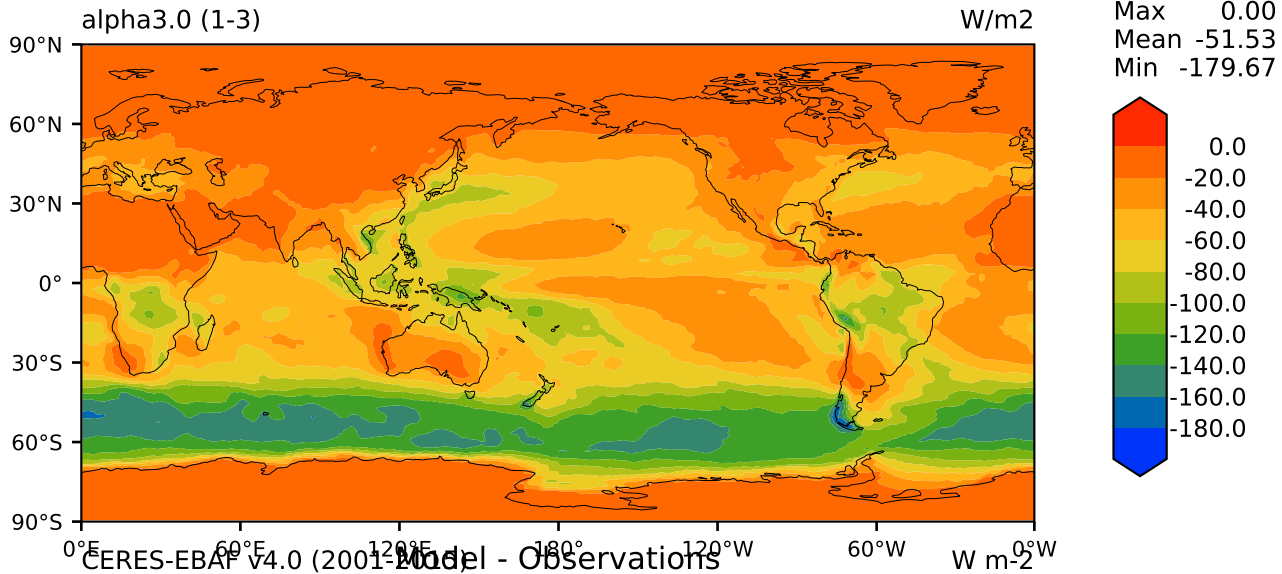 alpha3.0 (1-3) W/m2
Max 0.00
Mean -51.53
Min -179.67
90°N
60°N
30°N
0°
30°S
60°S
90°S
0°E 60°E 120°E 180° 120°W 60°W 0°W
0.0
-20.0
-40.0
-60.0
-80.0
-100.0
-120.0
-140.0
-160.0
-180.0
CERES-EBAF v4.0 (2001-2015) Model - Observations W m-2